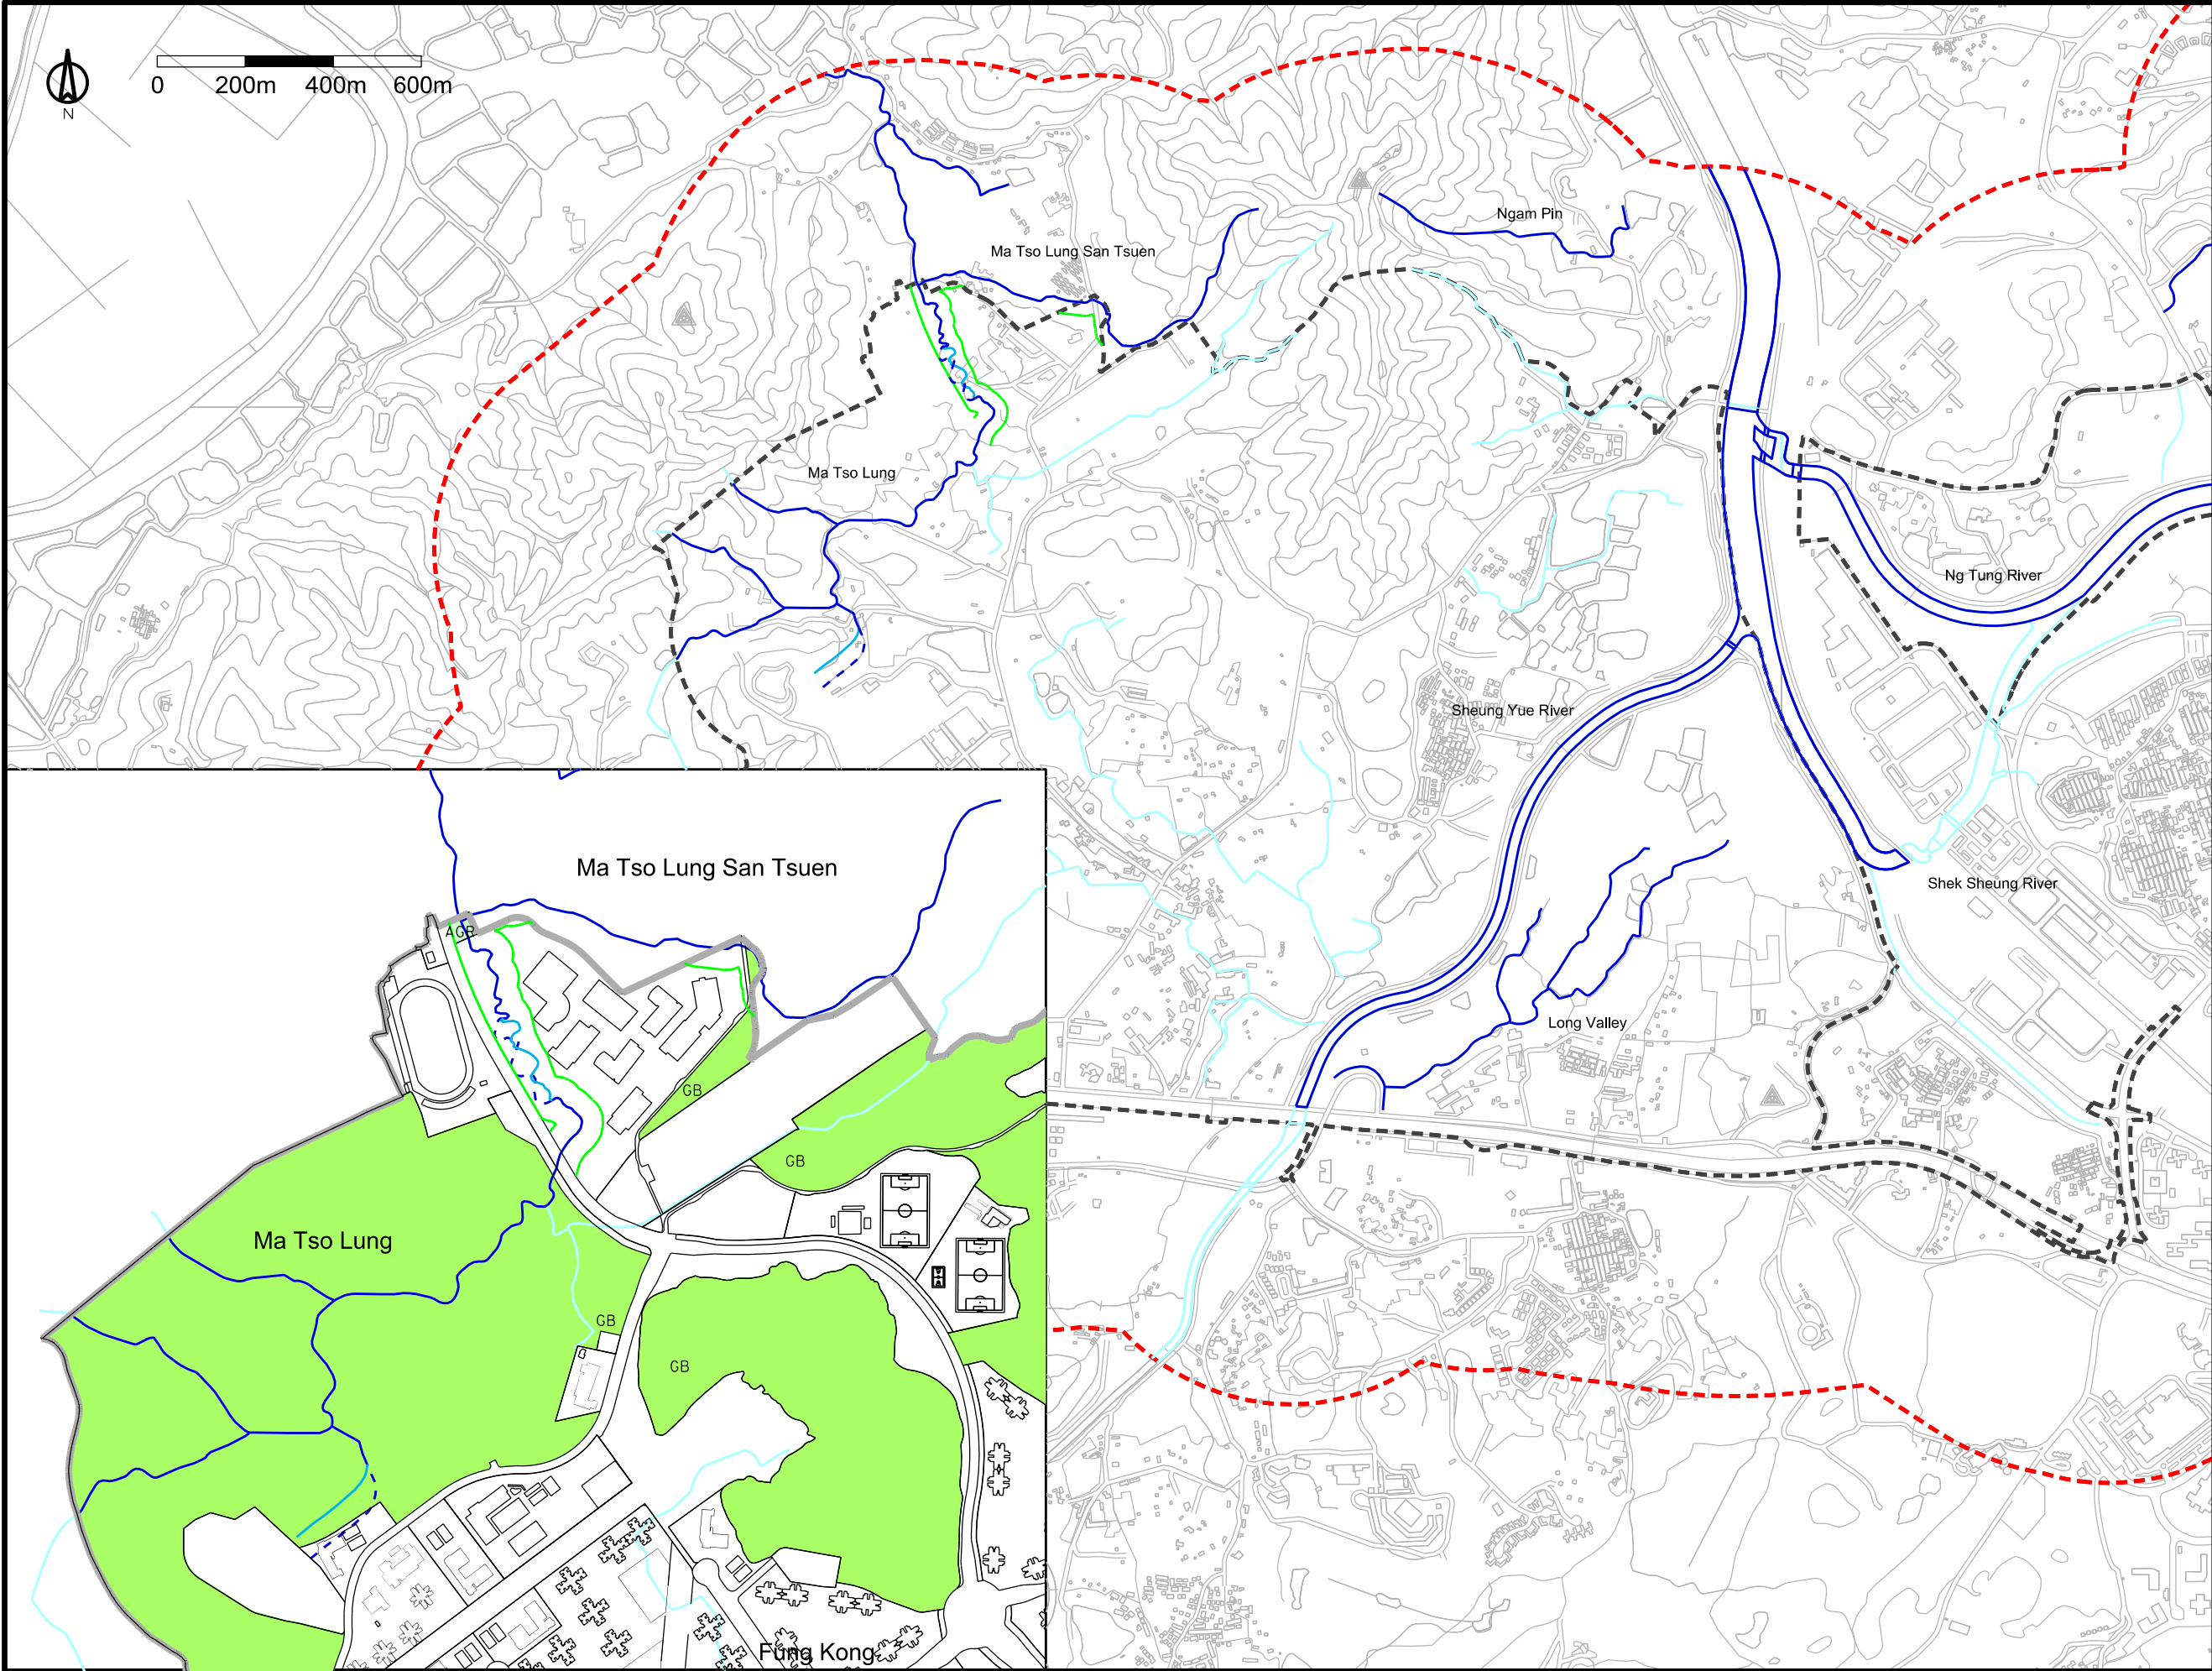 0 200m 400m 600m
N
Ngam Pin
Ma Tso Lung San Tsuen
Ma Tso Lung
Ng Tung River
Sheung Yue River
Shek Sheung River
Long Valley
Ma Tso Lung San Tsuen
AGR
GB
GB
Ma Tso Lung
GB
GB
Fung Kong